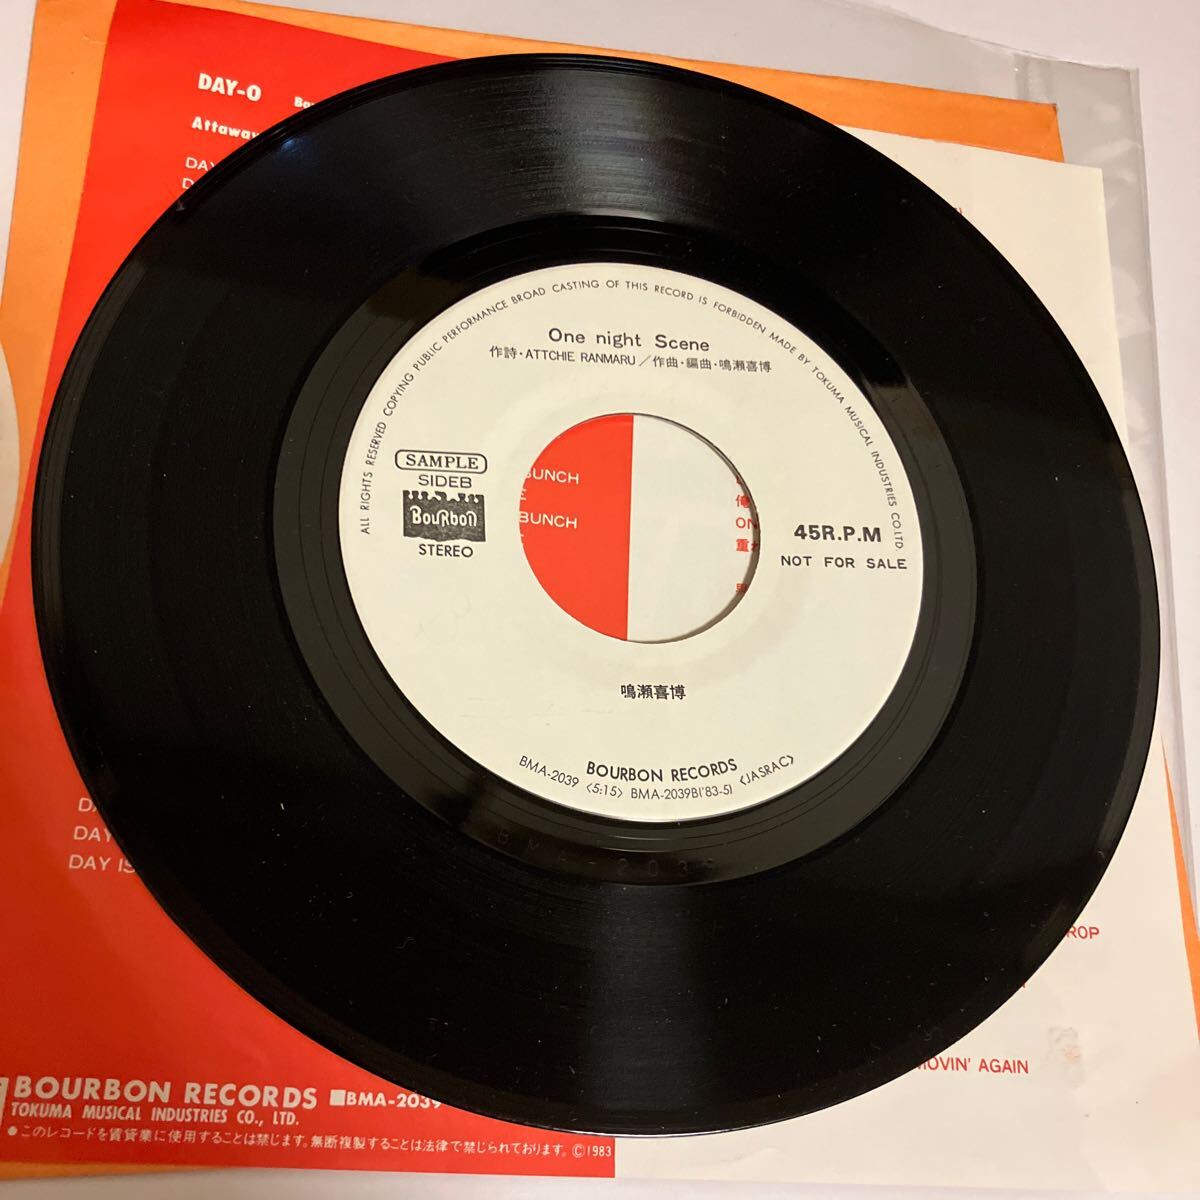 DAY-O
Attaway
DAY
DAY IS
DAY
BOURBON RECORDS ■BMA-2039
TOKUMA MUSICAL INDUSTRIES CO., LTD.
●このレコードを賃貸業に使用することは禁じます。無断複製することは法律で禁じられております。 Ⓒ1983
ALL RIGHTS RESERVED COPYING PUBLIC PERFORMANCE BROAD CASTING OF THIS RECORD IS FORBIDDEN MADE BY TOKUMA MUSICAL INDUSTRIES CO.LTD.
One night Scene
作詩・ATTCHIE RANMARU／作曲・編曲・鳴瀬喜博
SAMPLE
SIDEB
Bourbon
STEREO
45R.P.M
NOT FOR SALE
BUNCH
BUNCH
俺
ON
重
鳴瀬喜博
BOURBON RECORDS
BMA-2039 〈5:15〉 BMA-2039B('83-5) 〈JASRAC〉
BMA-2039
ROP
MOVIN' AGAIN